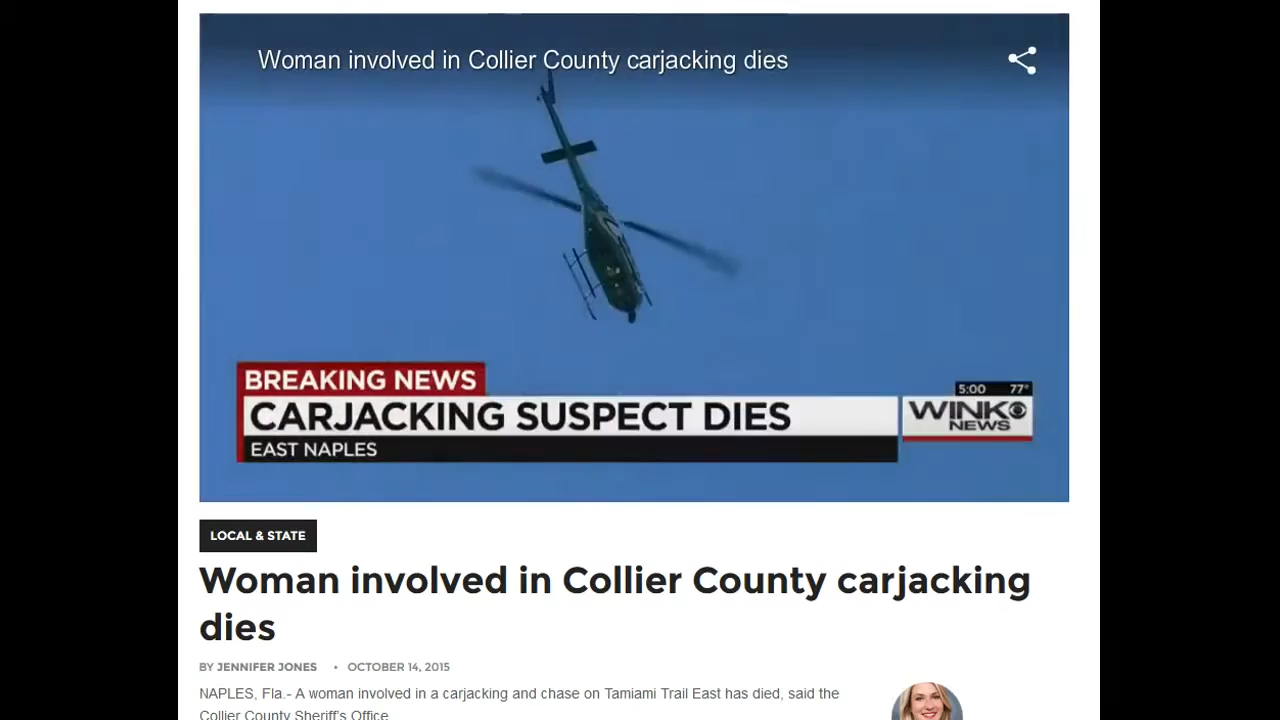 Woman involved in Collier County carjacking dies
BREAKING NEWS
CARJACKING SUSPECT DIES
EAST NAPLES
5:00 77°
WINK
NEWS
LOCAL & STATE
Woman involved in Collier County carjacking
dies
BY JENNIFER JONES • OCTOBER 14, 2015
NAPLES, Fla.- A woman involved in a carjacking and chase on Tamiami Trail East has died, said the
Collier County Sheriff's Office